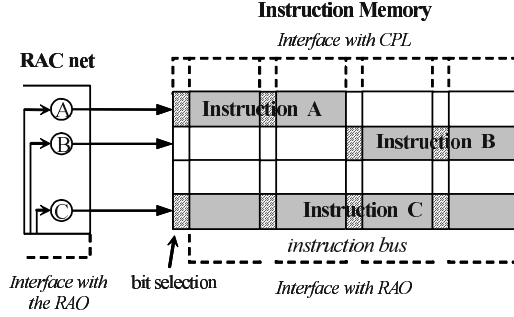 Instruction Memory
Interface with CPL
RAC net
A
Instruction A
B
Instruction B
C
Instruction C
instruction bus
Interface with
the RAO
bit selection
Interface with RAO